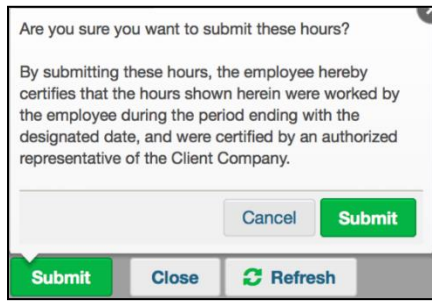 Are you sure you want to submit these hours?
By submitting these hours, the employee hereby
certifies that the hours shown herein were worked by
the employee during the period ending with the
designated date, and were certified by an authorized
representative of the Client Company.
Cancel Submit
Submit Close Refresh